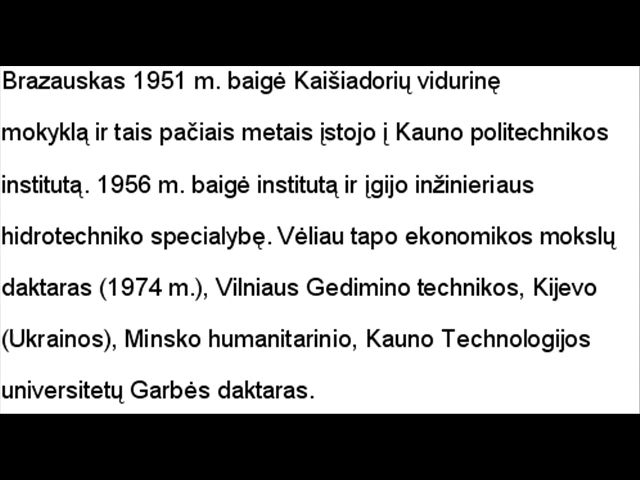 Brazauskas 1951 m. baigė Kaišiadorių vidurinę
mokyklą ir tais pačiais metais įstojo į Kauno politechnikos
institutą. 1956 m. baigė institutą ir įgijo inžinieriaus
hidrotechniko specialybę. Vėliau tapo ekonomikos mokslų
daktaras (1974 m.), Vilniaus Gedimino technikos, Kijevo
(Ukrainos), Minsko humanitarinio, Kauno Technologijos
universitetų Garbės daktaras.